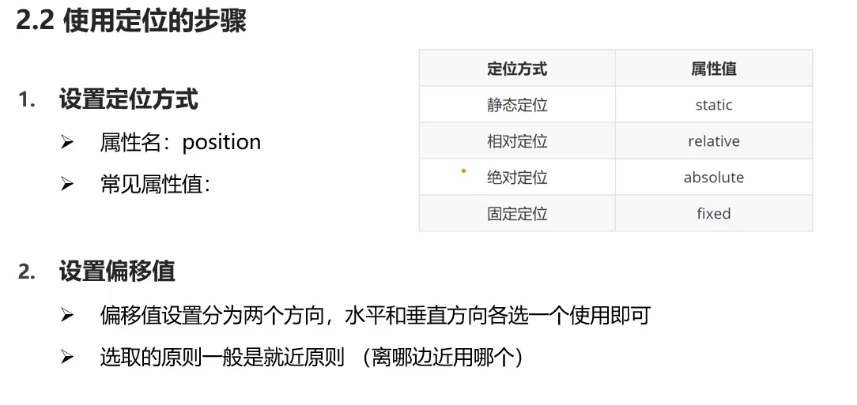 2.2 使用定位的步骤
1. 设置定位方式
➢ 属性名：position
➢ 常见属性值：
定位方式 属性值
静态定位 static
相对定位 relative
绝对定位 absolute
固定定位 fixed
2. 设置偏移值
➢ 偏移值设置分为两个方向，水平和垂直方向各选一个使用即可
➢ 选取的原则一般是就近原则 （离哪边近用哪个）